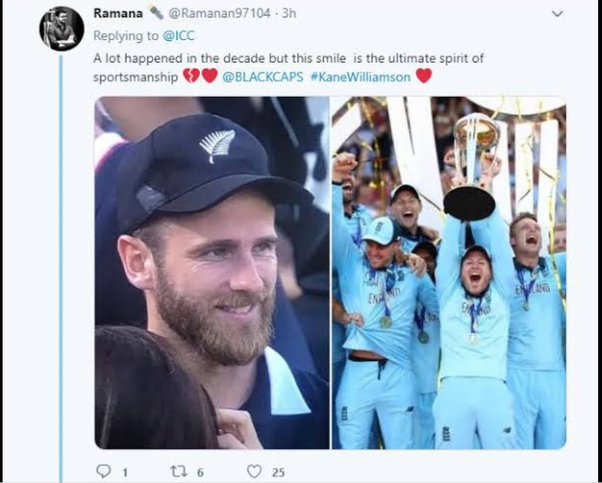 Ramana @Ramanan97104 · 3h
Replying to @ICC
A lot happened in the decade but this smile is the ultimate spirit of
sportsmanship 💔❤️ @BLACKCAPS #KaneWilliamson ❤️
ENGLAND
ENGLAND
1 6 25